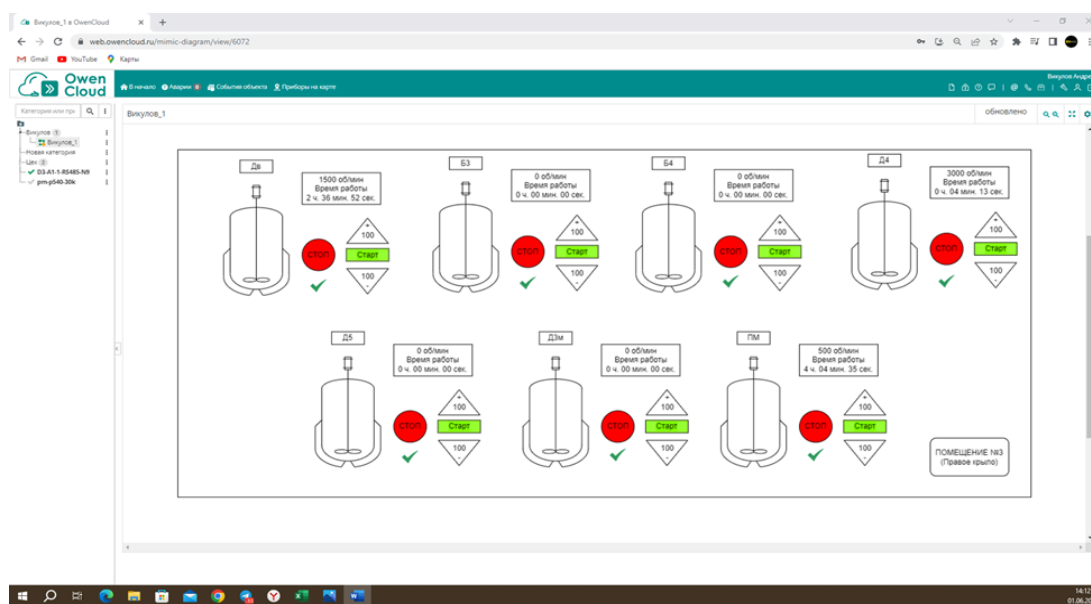 Викулов_1 в OwenCloud
web.owencloud.ru/mimic-diagram/view/6072
Gmail
YouTube
Карты
Owen
Cloud
В начало
Аварии
События объекта
Приборы на карте
Викулов Андре
Категория или при
Викулов (1)
Викулов_1
Новая категория
Цех (2)
D3-A1-1-RS485-N9
pm-p540-30k
Викулов_1
обновлено
Дв
1500 об/мин
Время работы
2 ч. 36 мин. 52 сек.
СТОП
+
100
Старт
100
-
Б3
0 об/мин
Время работы
0 ч. 00 мин. 00 сек.
СТОП
+
100
Старт
100
-
Б4
0 об/мин
Время работы
0 ч. 00 мин. 00 сек.
СТОП
+
100
Старт
100
-
Д4
3000 об/мин
Время работы
0 ч. 04 мин. 13 сек.
СТОП
+
100
Старт
100
-
Д5
0 об/мин
Время работы
0 ч. 00 мин. 00 сек.
СТОП
+
100
Старт
100
-
Д3м
0 об/мин
Время работы
0 ч. 00 мин. 00 сек.
СТОП
+
100
Старт
100
-
ПМ
500 об/мин
Время работы
4 ч. 04 мин. 35 сек.
СТОП
+
100
Старт
100
-
ПОМЕЩЕНИЕ №3
(Правое крыло)